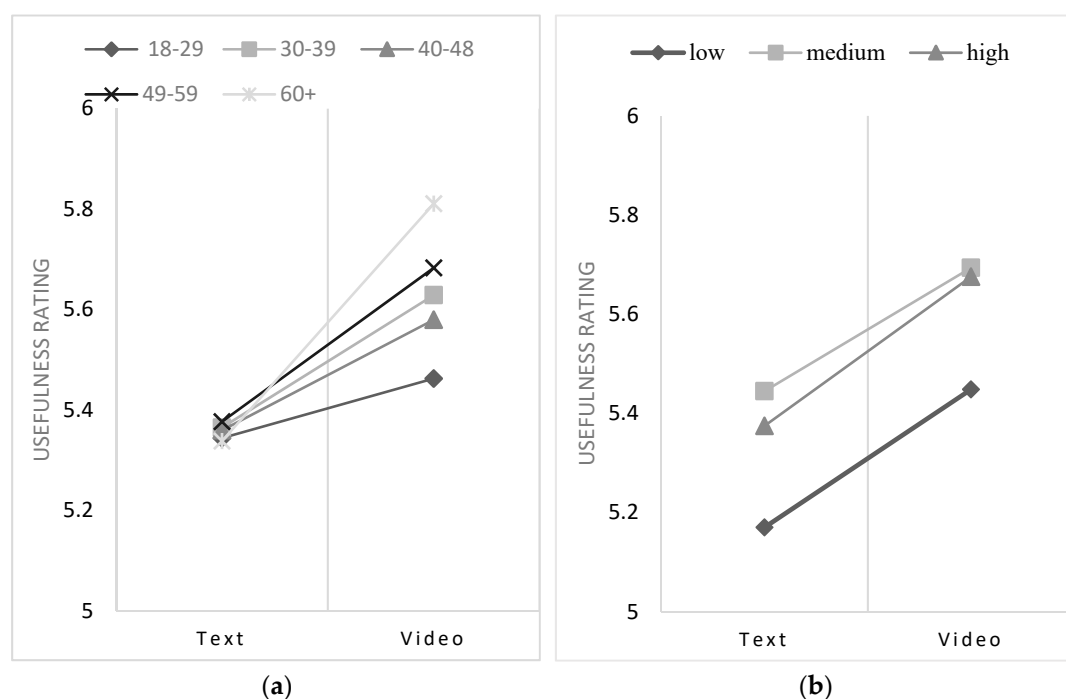 18-29 30-39 40-48
49-59 60+
6
5.8
5.6
5.4
5.2
5
USEFULNESS RATING
Text Video
(a)
low medium high
6
5.8
5.6
5.4
5.2
5
USEFULNESS RATING
Text Video
(b)